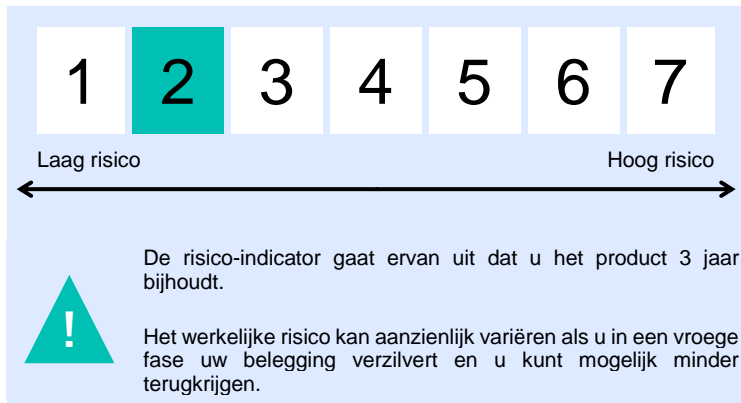 1 2 3 4 5 6 7
Laag risico Hoog risico
De risico-indicator gaat ervan uit dat u het product 3 jaar
bijhoudt.
!
Het werkelijke risico kan aanzienlijk variëren als u in een vroege
fase uw belegging verzilvert en u kunt mogelijk minder
terugkrijgen.